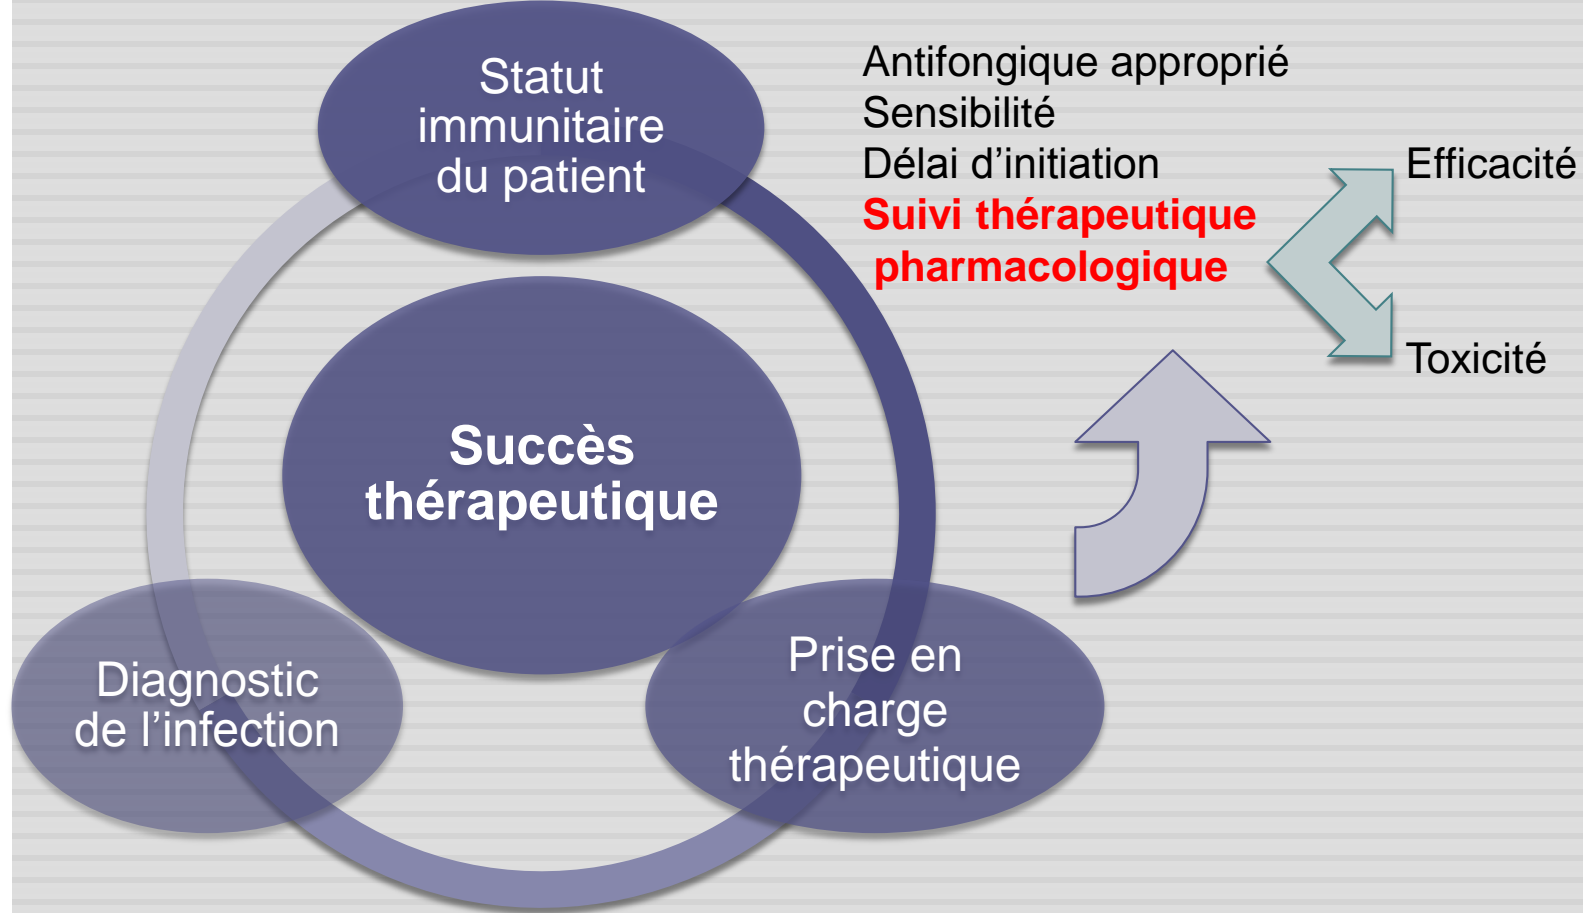 Statut
immunitaire
du patient
Antifongique approprié
Sensibilité
Délai d’initiation
Suivi thérapeutique
pharmacologique
Efficacité
Toxicité
Succès
thérapeutique
Diagnostic
de l’infection
Prise en
charge
thérapeutique